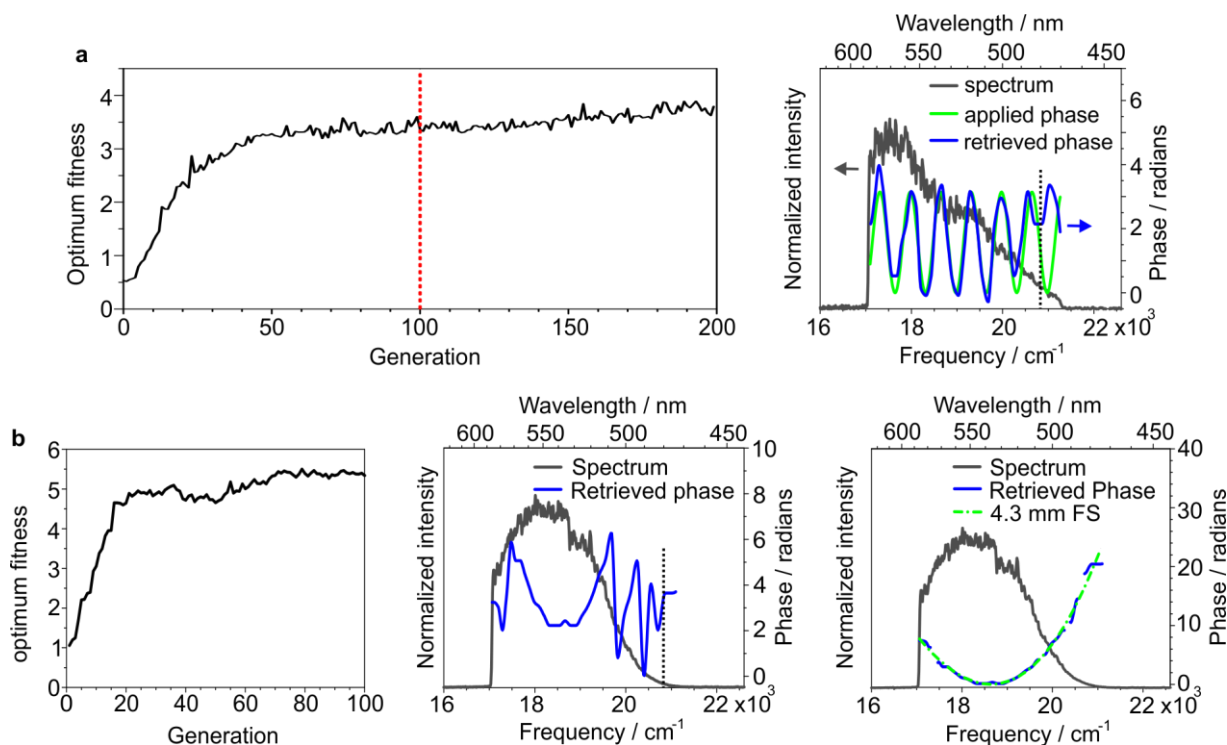 a
Optimum fitness
4
3
2
1
0
0 50 100 150 200
Generation
Wavelength / nm
600 550 500 450
Normalized intensity
spectrum
applied phase
retrieved phase
6
4
2
0
Phase / radians
16 18 20 22 x10³
Frequency / cm⁻¹
b
optimum fitness
6
5
4
3
2
1
0
0 20 40 60 80 100
Generation
Wavelength / nm
600 550 500 450
Normalized intensity
Spectrum
Retrieved phase
10
8
6
4
2
0
Phase / radians
16 18 20 22 x10³
Frequency / cm⁻¹
Wavelength / nm
600 550 500 450
Normalized intensity
Spectrum
Retrieved Phase
4.3 mm FS
40
30
20
10
0
Phase / radians
16 18 20 22 x10³
Frequency / cm⁻¹